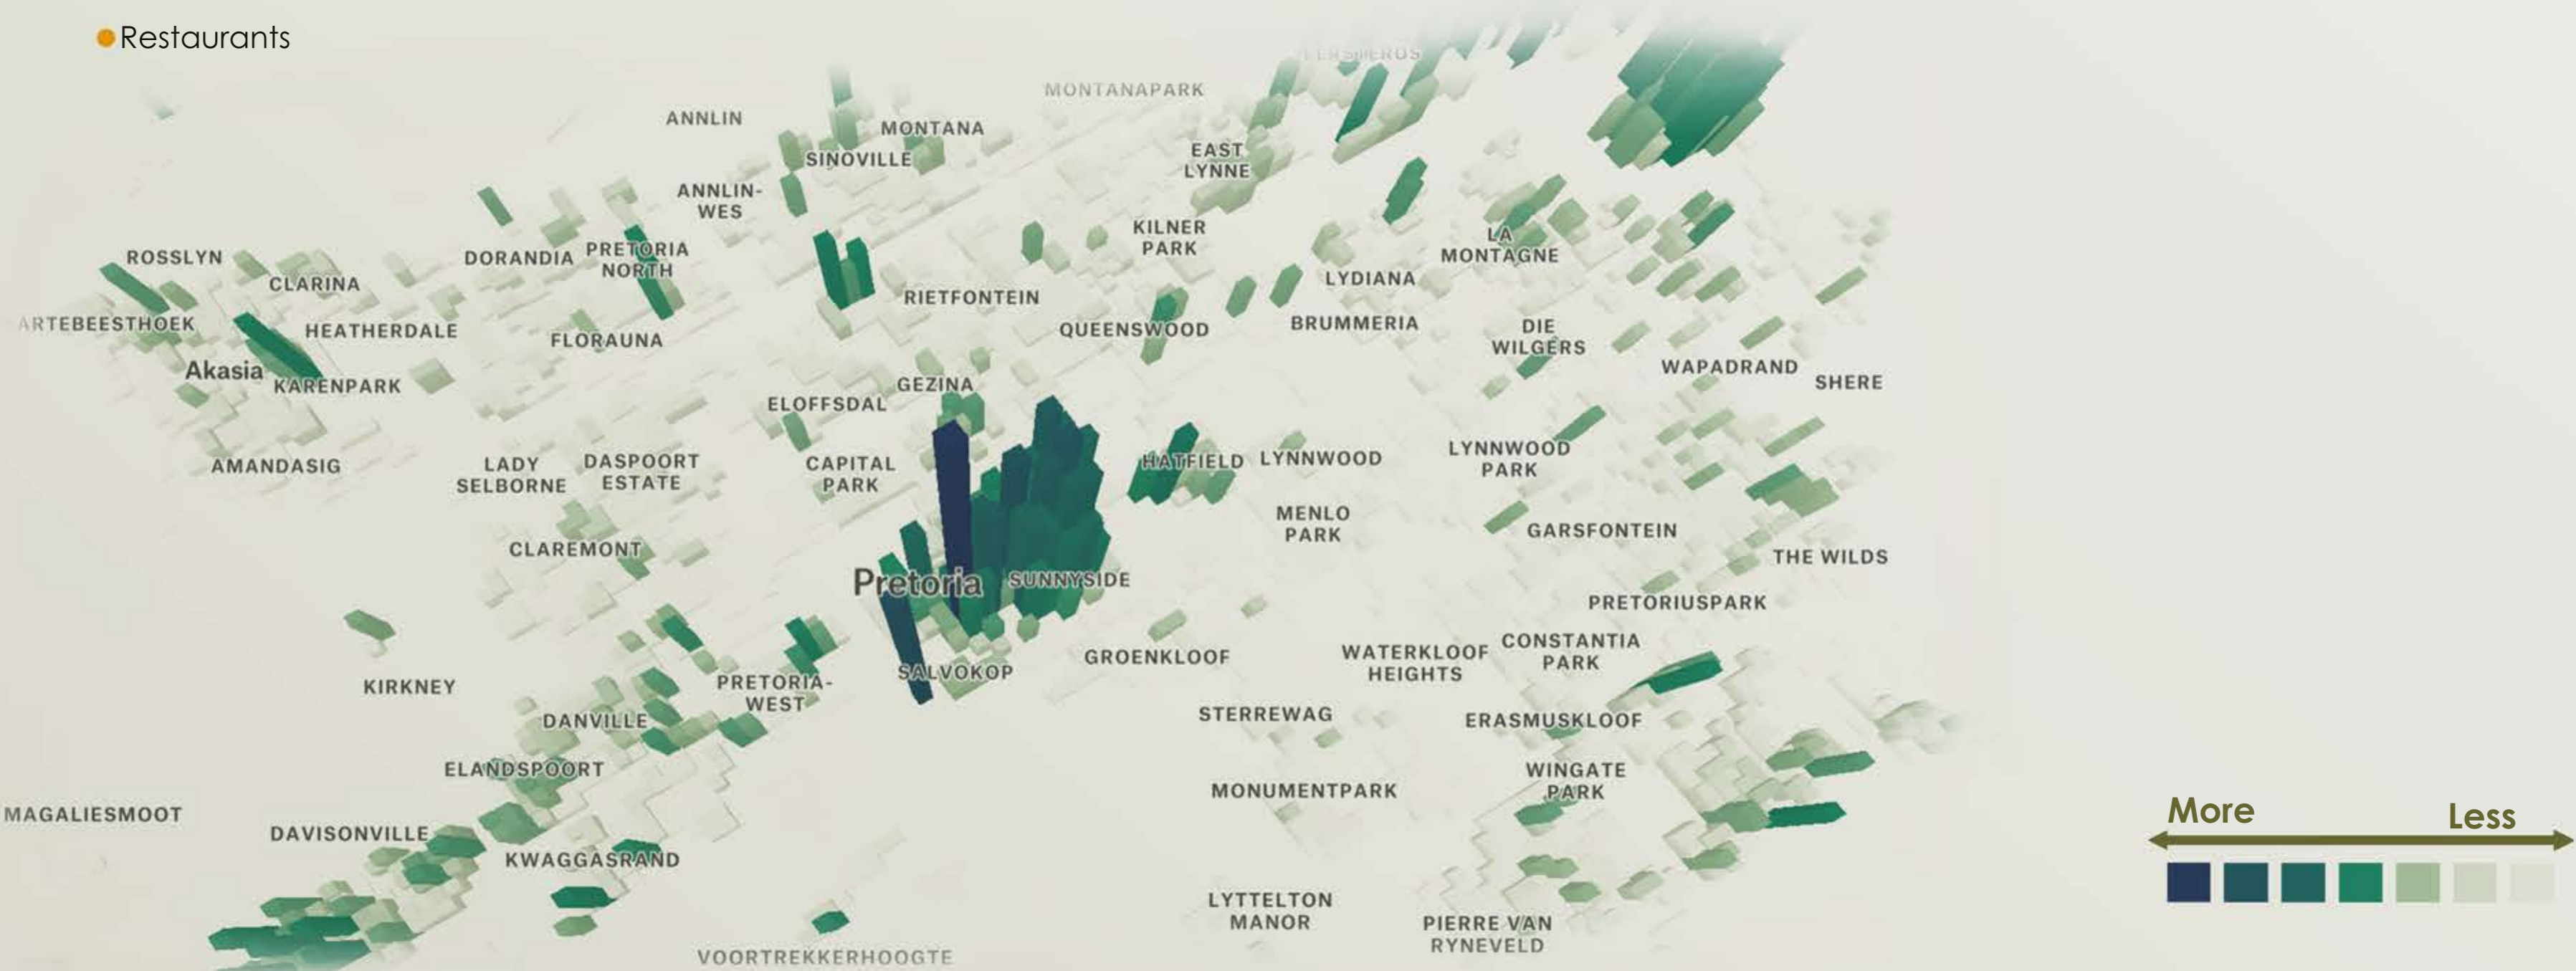 Restaurants
MONTANAPARK
ANNLIN
MONTANA
SINOVILLE
EAST
LYNNE
ANNLIN-
WES
KILNER
PARK
LA
MONTAGNE
ROSSLYN
DORANDIA
PRETORIA
NORTH
CLARINA
LYDIANA
RIETFONTEIN
ARTEBEESTHOEK
HEATHERDALE
FLORAUNA
QUEENSWOOD
BRUMMERIA
DIE
WILGERS
Akasia
KARENPARK
WAPADRAND
SHERE
GEZINA
ELOFFSDAL
AMANDASIG
LADY
SELBORNE
DASPOORT
ESTATE
CAPITAL
PARK
HATFIELD
LYNNWOOD
LYNNWOOD
PARK
MENLO
PARK
GARSFONTEIN
CLAREMONT
THE WILDS
Pretoria
SUNNYSIDE
PRETORIUSPARK
GROENKLOOF
WATERKLOOF
HEIGHTS
CONSTANTIA
PARK
SALVOKOP
KIRKNEY
PRETORIA-
WEST
DANVILLE
STERREWAG
ERASMUSKLOOF
ELANDSPOORT
WINGATE
PARK
MONUMENTPARK
MAGALIESMOOT
DAVISONVILLE
KWAGGASRAND
LYTTELTON
MANOR
PIERRE VAN
RYNEVELD
VOORTREKKERHOOGTE
More
Less